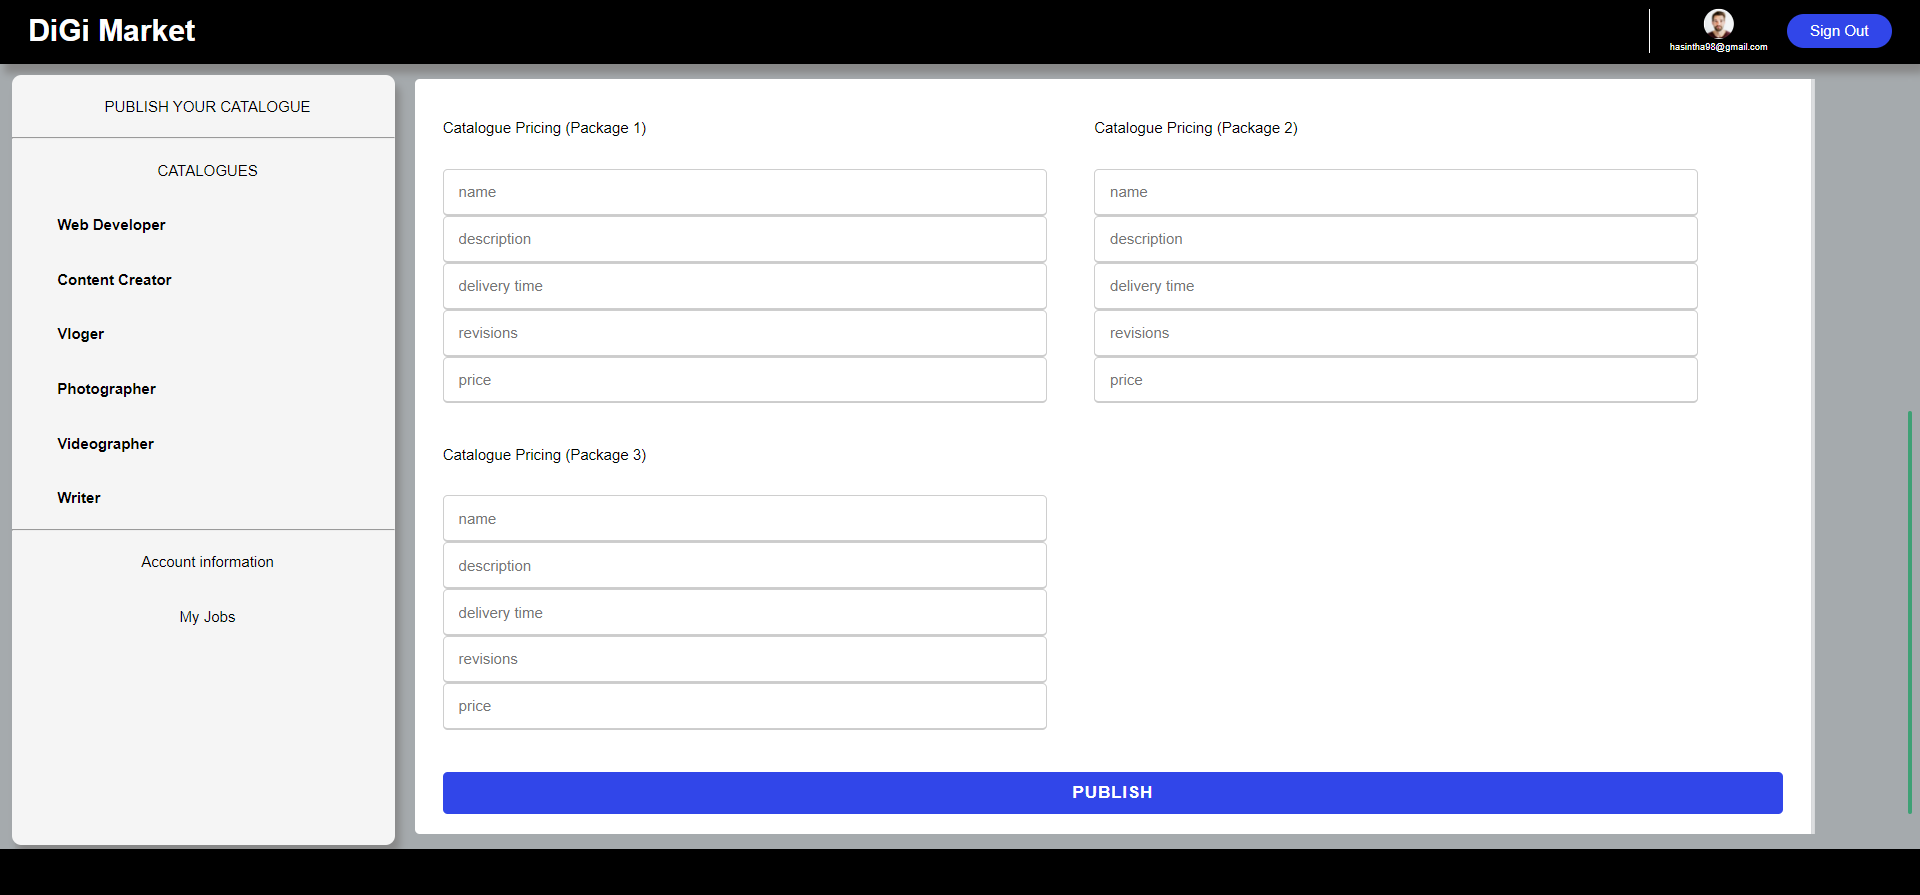 DiGi Market
hasintha98@gmail.com
Sign Out
PUBLISH YOUR CATALOGUE
CATALOGUES
Web Developer
Content Creator
Vloger
Photographer
Videographer
Writer
Account information
My Jobs
Catalogue Pricing (Package 1)
name
description
delivery time
revisions
price
Catalogue Pricing (Package 2)
name
description
delivery time
revisions
price
Catalogue Pricing (Package 3)
name
description
delivery time
revisions
price
PUBLISH